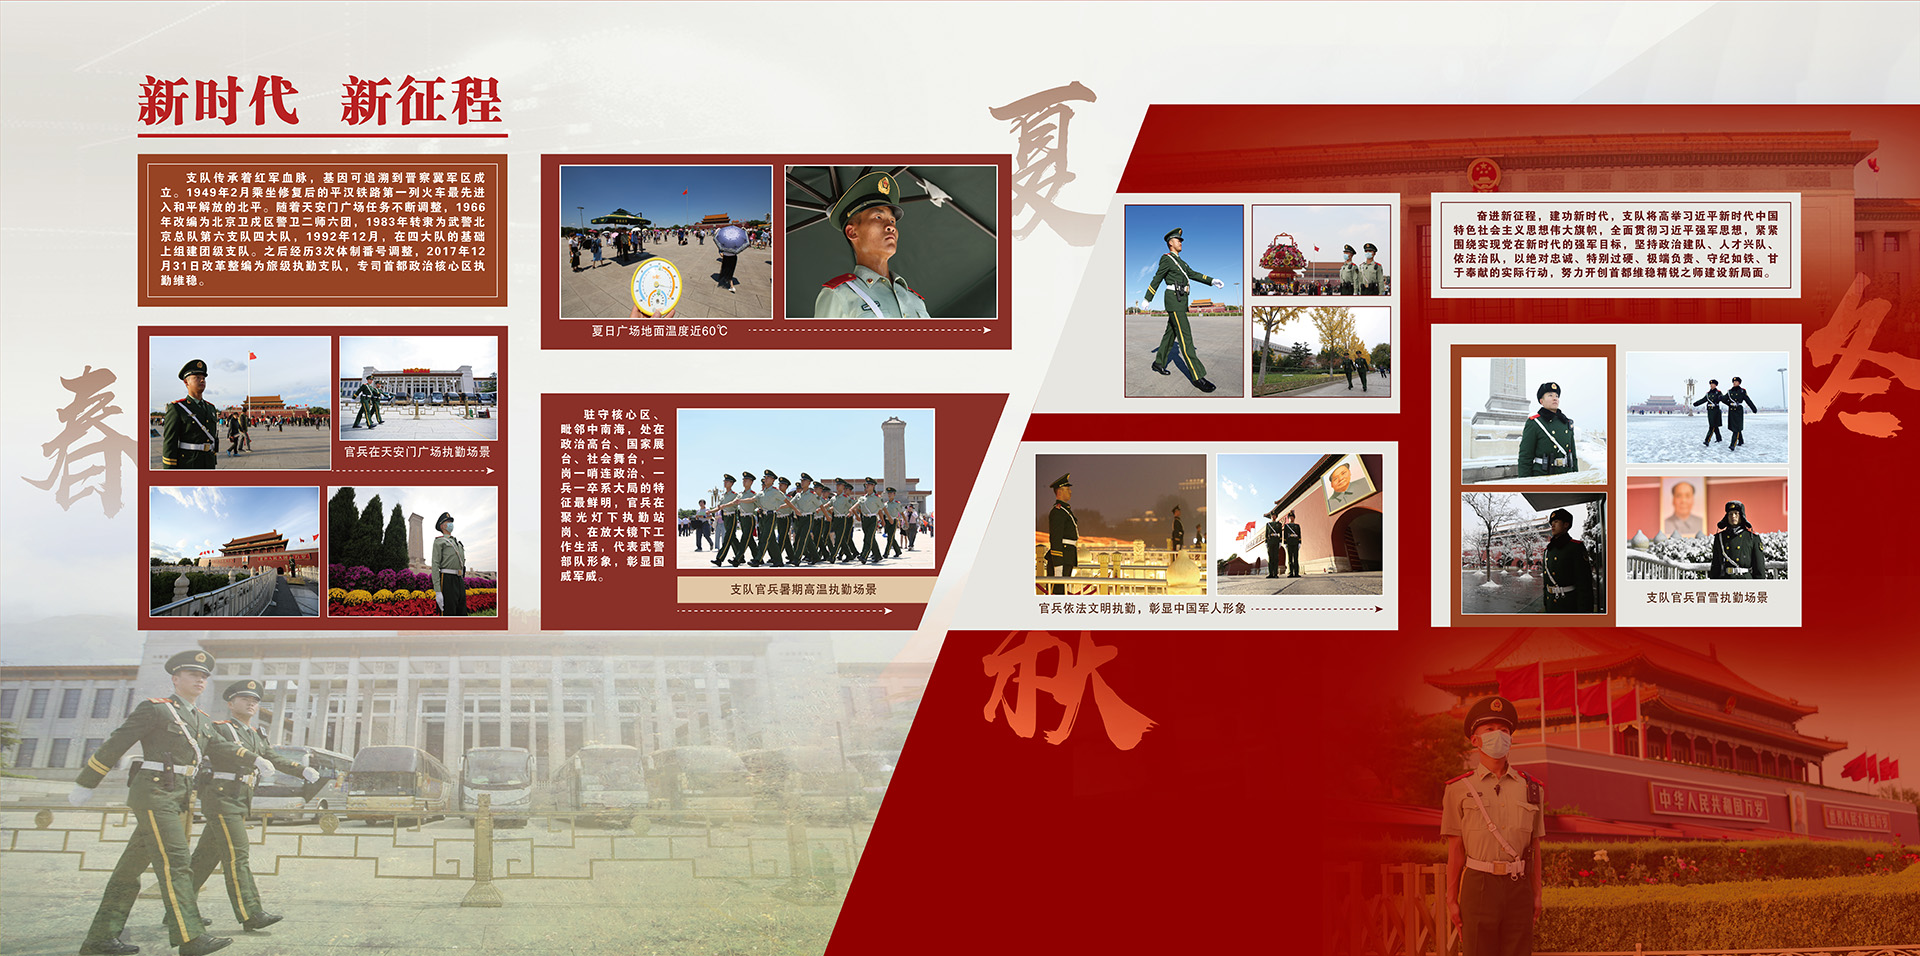 新时代 新征程
支队传承着红军血脉，基因可追溯到晋察冀军区成
立。1949年2月乘坐修复后的平汉铁路第一列火车最先进
入和平解放的北平。随着天安门广场任务不断调整，1966
年改编为北京卫戍区警卫二师六团，1983年转隶为武警北
京总队第六支队四大队，1992年12月，在四大队的基础
上组建团级支队。之后经历3次体制番号调整，2017年12
月31日改革整编为旅级执勤支队，专司首都政治核心区执
勤维稳。
春
官兵在天安门广场执勤场景
夏
夏日广场地面温度近60℃
驻守核心区、
毗邻中南海，处在
政治高台、国家展
台、社会舞台，一
岗一哨连政治、一
兵一卒系大局的特
征最鲜明，官兵在
聚光灯下执勤站
岗、在放大镜下工
作生活，代表武警
部队形象，彰显国
威军威。
支队官兵暑期高温执勤场景
秋
官兵依法文明执勤，彰显中国军人形象
奋进新征程，建功新时代，支队将高举习近平新时代中国
特色社会主义思想伟大旗帜，全面贯彻习近平强军思想，紧紧
围绕实现党在新时代的强军目标，坚持政治建队、人才兴队、
依法治队，以绝对忠诚、特别过硬、极端负责、守纪如铁、甘
于奉献的实际行动，努力开创首都维稳精锐之师建设新局面。
冬
支队官兵冒雪执勤场景
中华人民共和国万岁
世界人民大团结万岁